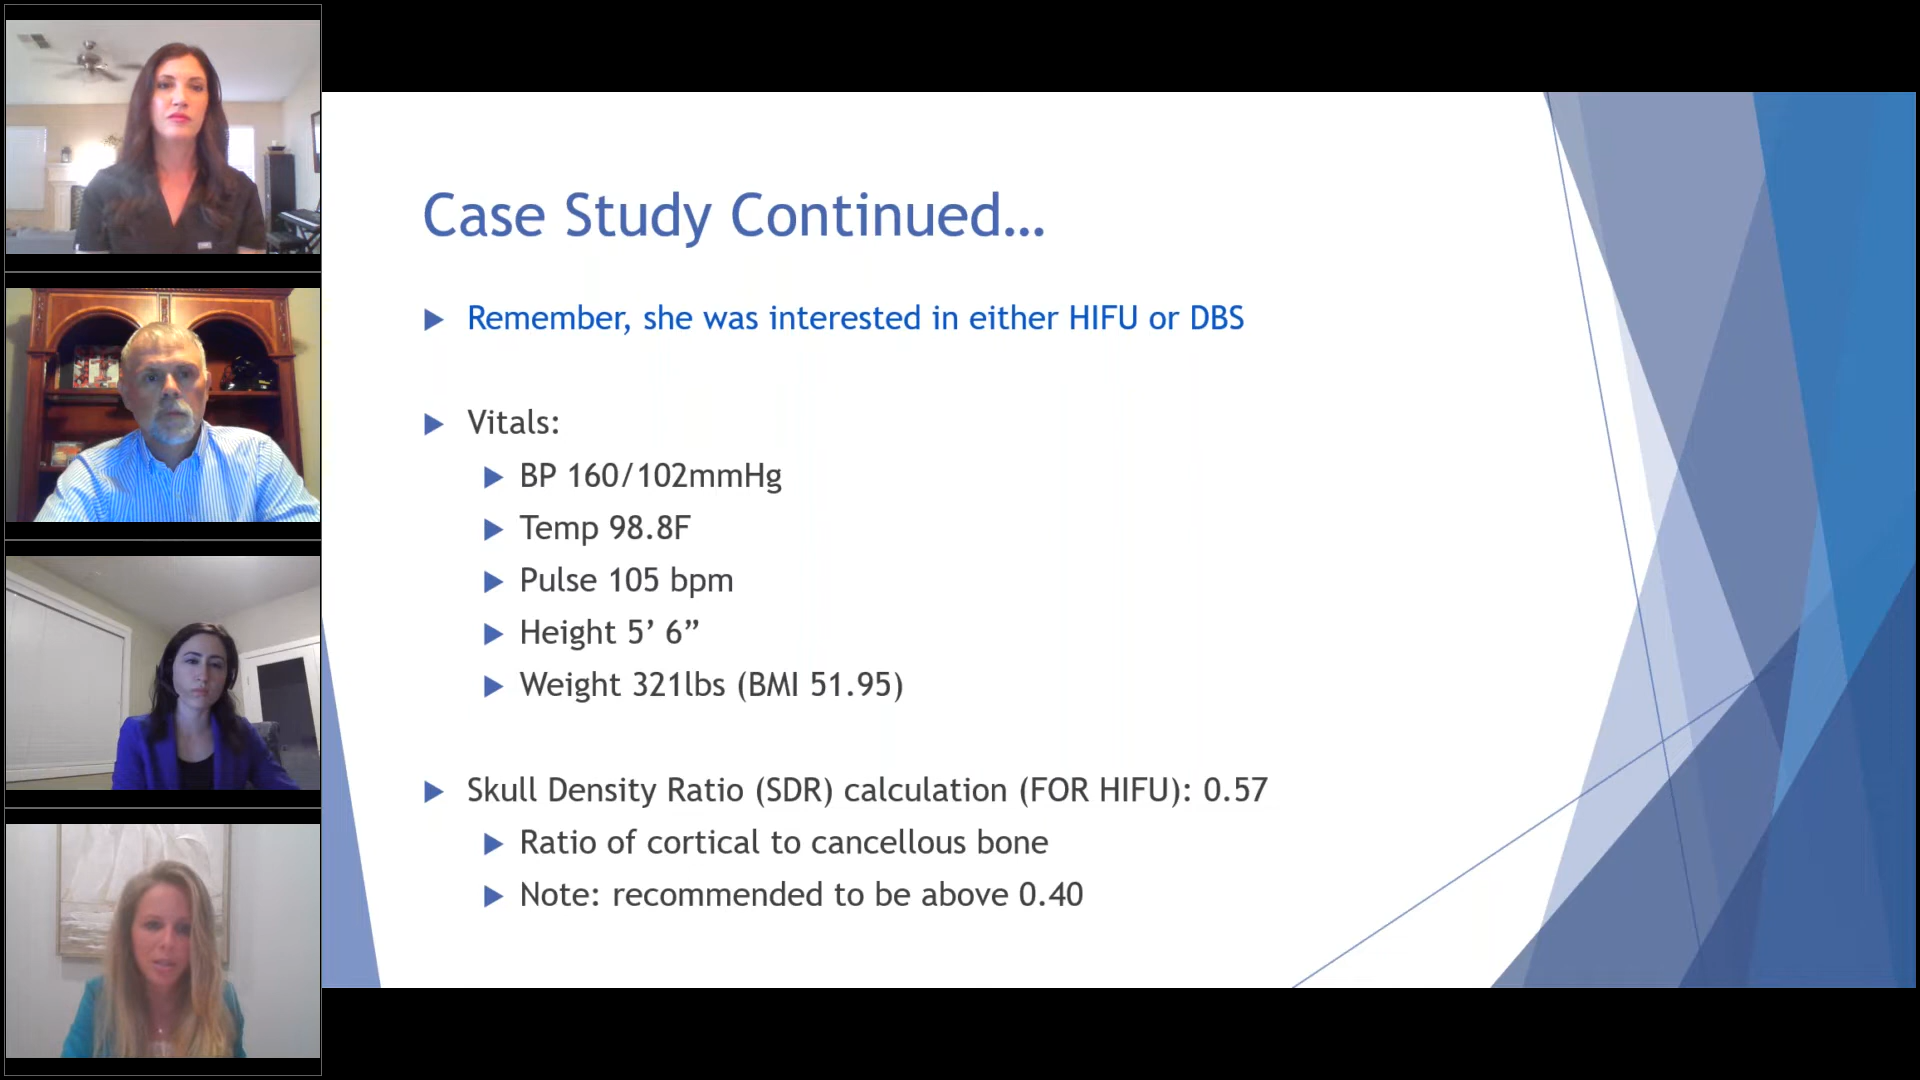 Case Study Continued…
Remember, she was interested in either HIFU or DBS
Vitals:
BP 160/102mmHg
Temp 98.8F
Pulse 105 bpm
Height 5’ 6”
Weight 321lbs (BMI 51.95)
Skull Density Ratio (SDR) calculation (FOR HIFU): 0.57
Ratio of cortical to cancellous bone
Note: recommended to be above 0.40